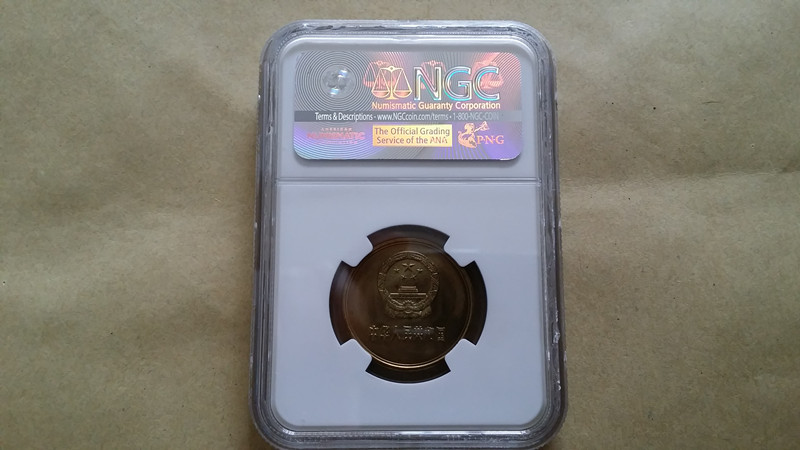 NGC
Numismatic Guaranty Corporation
Terms & Descriptions • www.NGCcoin.com/terms • 1-800-NGC-COIN
The Official Grading
Service of the ANA
PNG
NUMISMATIC
中华人民共和国